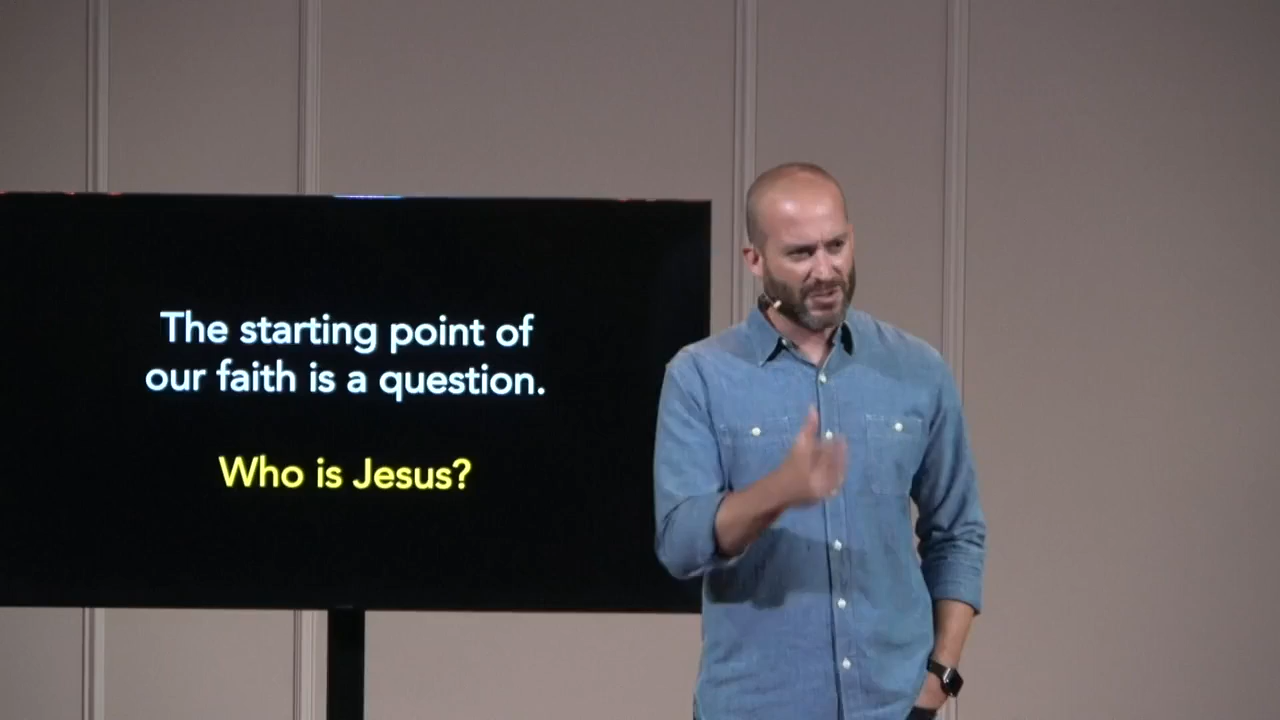 The starting point of
our faith is a question.
Who is Jesus?